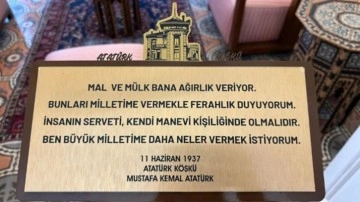 ATATÜRK
MAL VE MÜLK BANA AĞIRLIK VERİYOR.
BUNLARI MİLLETİME VERMEKLE FERAHLIK DUYUYORUM.
İNSANIN SERVETİ, KENDİ MANEVİ KİŞİLİĞİNDE OLMALIDIR.
BEN BÜYÜK MİLLETİME DAHA NELER VERMEK İSTİYORUM.
11 HAZİRAN 1937
ATATÜRK KÖŞKÜ
MUSTAFA KEMAL ATATÜRK